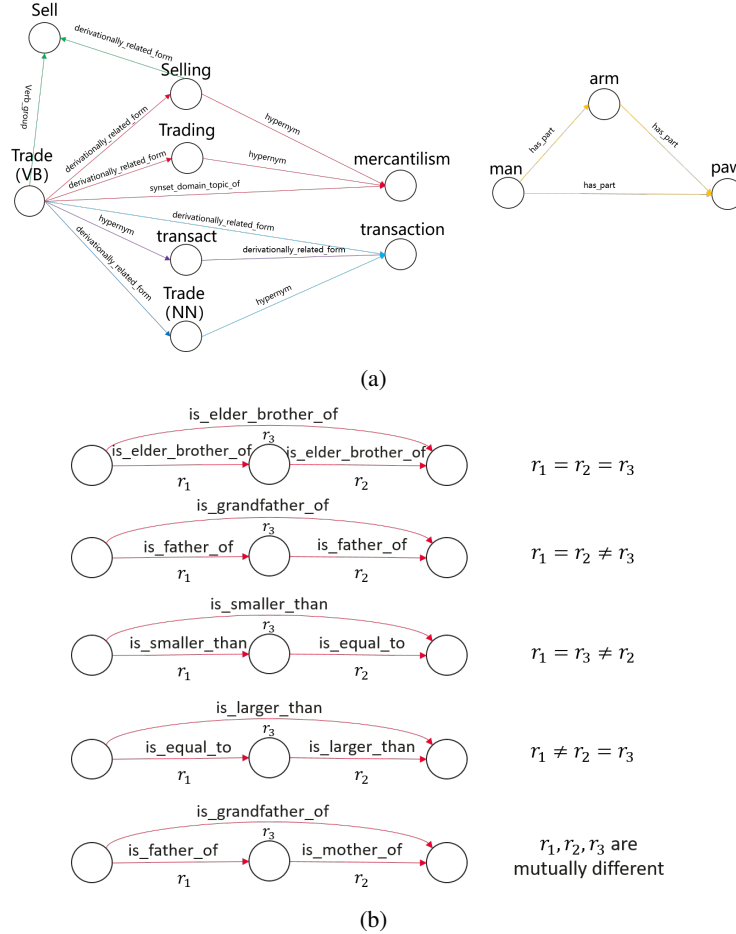 Sell
derivationally_related_form
Selling
Verb_group
derivationally_related_form
hypernym
arm
Trading
has_part
has_part
Trade
(VB)
derivationally_related_form
hypernym
mercantilism
man
paw
synset_domain_topic_of
has_part
derivationally_related_form
hypernym
transact
derivationally_related_form
transaction
derivationally_related_form
Trade
(NN)
hypernym
(a)
is_elder_brother_of
r3
is_elder_brother_of
is_elder_brother_of
r1
r2
r1 = r2 = r3
is_grandfather_of
r3
is_father_of
is_father_of
r1
r2
r1 = r2 ≠ r3
is_smaller_than
r3
is_smaller_than
is_equal_to
r1
r2
r1 = r3 ≠ r2
is_larger_than
r3
is_equal_to
is_larger_than
r1
r2
r1 ≠ r2 = r3
is_grandfather_of
r3
is_father_of
is_mother_of
r1
r2
r1, r2, r3 are
mutually different
(b)